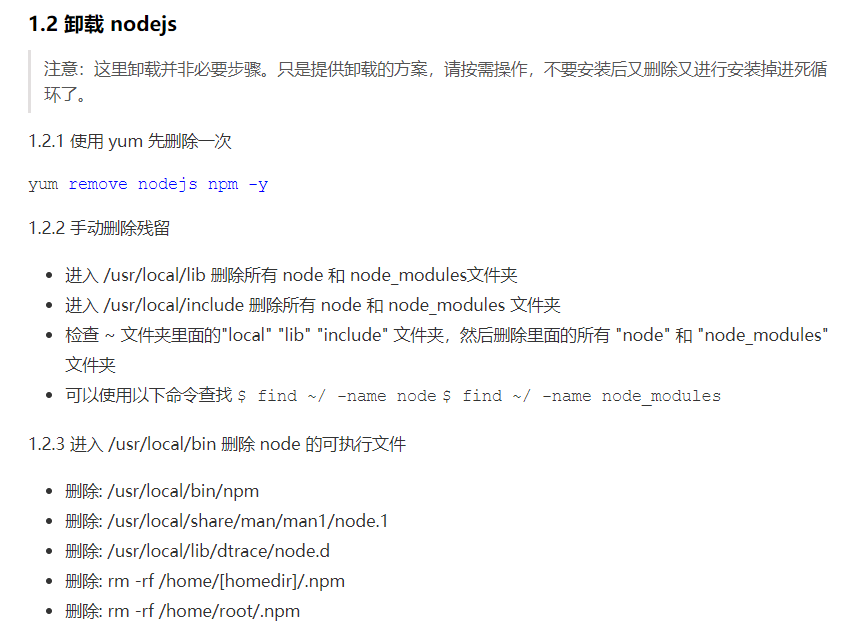 1.2 卸载 nodejs
注意：这里卸载并非必要步骤。只是提供卸载的方案，请按需操作，不要安装后又删除又进行安装掉进死循
环了。
1.2.1 使用 yum 先删除一次
yum remove nodejs npm -y
1.2.2 手动删除残留
• 进入 /usr/local/lib 删除所有 node 和 node_modules文件夹
• 进入 /usr/local/include 删除所有 node 和 node_modules 文件夹
• 检查 ~ 文件夹里面的"local" "lib" "include" 文件夹，然后删除里面的所有 "node" 和 "node_modules"
文件夹
• 可以使用以下命令查找 $ find ~/ -name node $ find ~/ -name node_modules
1.2.3 进入 /usr/local/bin 删除 node 的可执行文件
• 删除: /usr/local/bin/npm
• 删除: /usr/local/share/man/man1/node.1
• 删除: /usr/local/lib/dtrace/node.d
• 删除: rm -rf /home/[homedir]/.npm
• 删除: rm -rf /home/root/.npm